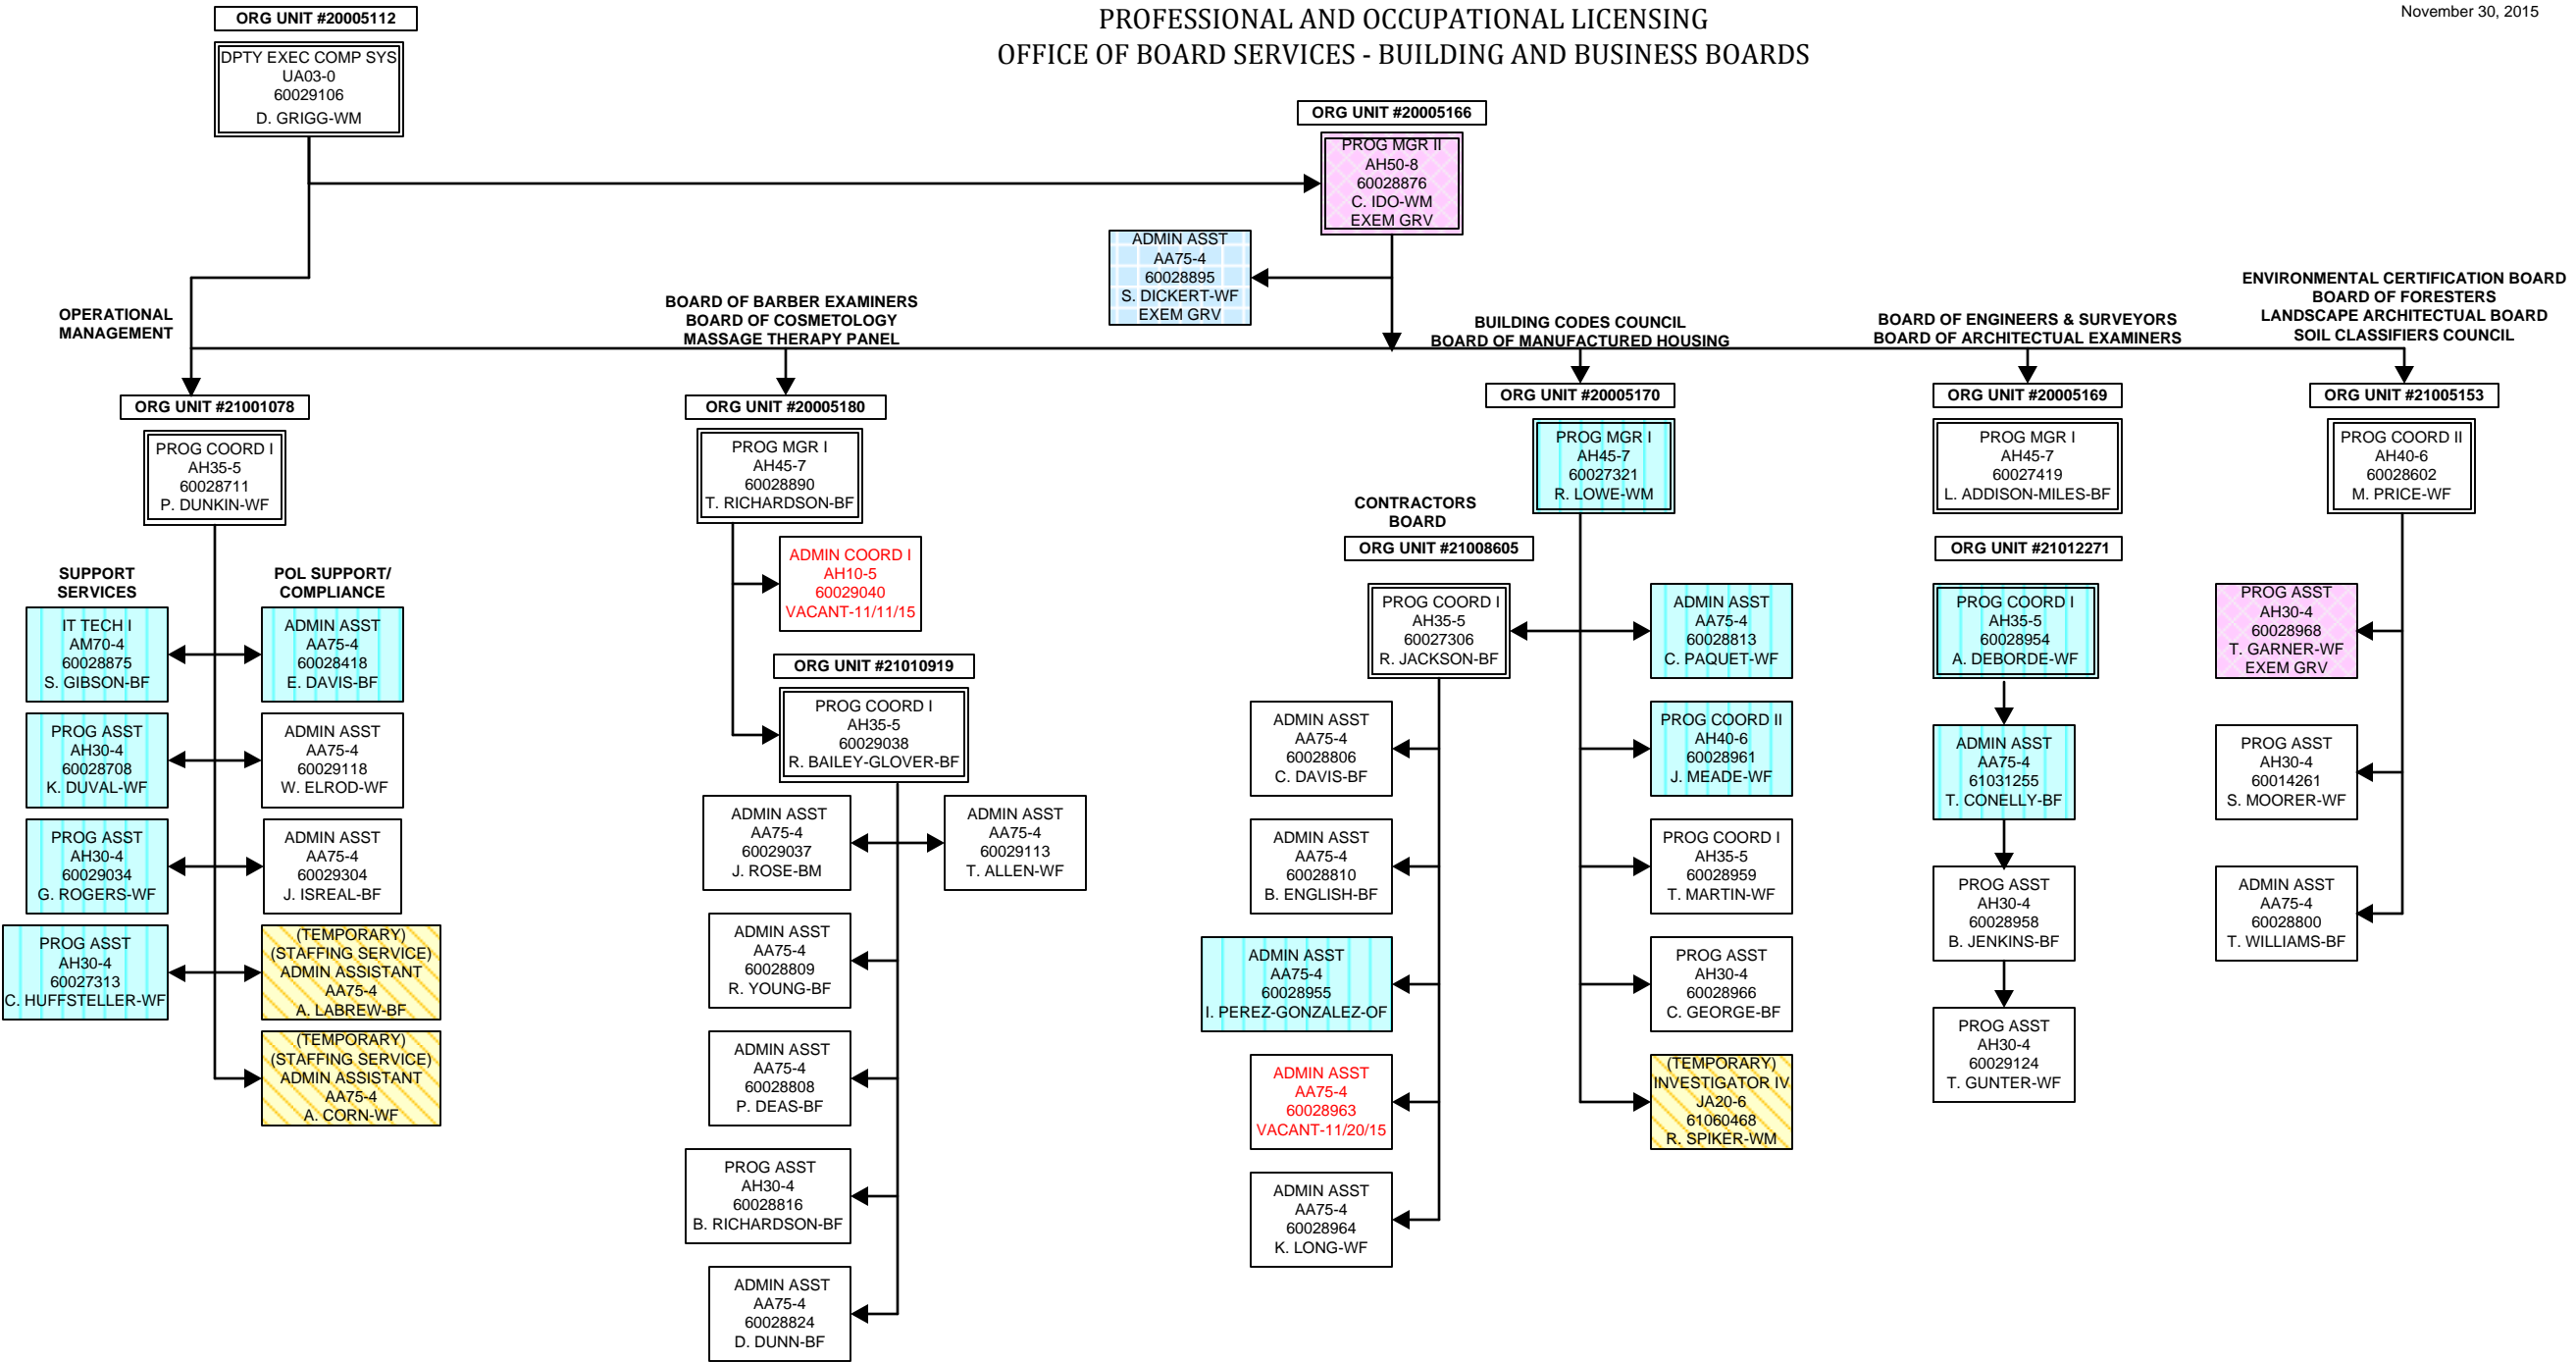 PROFESSIONAL AND OCCUPATIONAL LICENSING
OFFICE OF BOARD SERVICES - BUILDING AND BUSINESS BOARDS
November 30, 2015
ORG UNIT #20005112
DPTY EXEC COMP SYS
UA03-0
60029106
D. GRIGG-WM
ORG UNIT #20005166
PROG MGR II
AH50-8
60028876
C. IDO-WM
EXEM GRV
ADMIN ASST
AA75-4
60028895
S. DICKERT-WF
EXEM GRV
OPERATIONAL
MANAGEMENT
ORG UNIT #21001078
PROG COORD I
AH35-5
60028711
P. DUNKIN-WF
SUPPORT
SERVICES
IT TECH I
AM70-4
60028875
S. GIBSON-BF
PROG ASST
AH30-4
60028708
K. DUVAL-WF
PROG ASST
AH30-4
60029034
G. ROGERS-WF
PROG ASST
AH30-4
60027313
C. HUFFSTELLER-WF
POL SUPPORT/
COMPLIANCE
ADMIN ASST
AA75-4
60028418
E. DAVIS-BF
ADMIN ASST
AA75-4
60029118
W. ELROD-WF
ADMIN ASST
AA75-4
60029304
J. ISREAL-BF
(TEMPORARY)
(STAFFING SERVICE)
ADMIN ASSISTANT
AA75-4
A. LABREW-BF
(TEMPORARY)
(STAFFING SERVICE)
ADMIN ASSISTANT
AA75-4
A. CORN-WF
BOARD OF BARBER EXAMINERS
BOARD OF COSMETOLOGY
MASSAGE THERAPY PANEL
ORG UNIT #20005180
PROG MGR I
AH45-7
60028890
T. RICHARDSON-BF
ADMIN COORD I
AH10-5
60029040
VACANT-11/11/15
ORG UNIT #21010919
PROG COORD I
AH35-5
60029038
R. BAILEY-GLOVER-BF
ADMIN ASST
AA75-4
60029037
J. ROSE-BM
ADMIN ASST
AA75-4
60029113
T. ALLEN-WF
ADMIN ASST
AA75-4
60028809
R. YOUNG-BF
ADMIN ASST
AA75-4
60028808
P. DEAS-BF
PROG ASST
AH30-4
60028816
B. RICHARDSON-BF
ADMIN ASST
AA75-4
60028824
D. DUNN-BF
BUILDING CODES COUNCIL
BOARD OF MANUFACTURED HOUSING
ORG UNIT #20005170
PROG MGR I
AH45-7
60027321
R. LOWE-WM
CONTRACTORS
BOARD
ORG UNIT #21008605
PROG COORD I
AH35-5
60027306
R. JACKSON-BF
ADMIN ASST
AA75-4
60028806
C. DAVIS-BF
ADMIN ASST
AA75-4
60028810
B. ENGLISH-BF
ADMIN ASST
AA75-4
60028955
I. PEREZ-GONZALEZ-OF
ADMIN ASST
AA75-4
60028963
VACANT-11/20/15
ADMIN ASST
AA75-4
60028964
K. LONG-WF
ADMIN ASST
AA75-4
60028813
C. PAQUET-WF
PROG COORD II
AH40-6
60028961
J. MEADE-WF
PROG COORD I
AH35-5
60028959
T. MARTIN-WF
PROG ASST
AH30-4
60028966
C. GEORGE-BF
(TEMPORARY)
INVESTIGATOR IV
JA20-6
61060468
R. SPIKER-WM
BOARD OF ENGINEERS & SURVEYORS
BOARD OF ARCHITECTUAL EXAMINERS
ORG UNIT #20005169
PROG MGR I
AH45-7
60027419
L. ADDISON-MILES-BF
ORG UNIT #21012271
PROG COORD I
AH35-5
60028954
A. DEBORDE-WF
ADMIN ASST
AA75-4
61031255
T. CONELLY-BF
PROG ASST
AH30-4
60028958
B. JENKINS-BF
PROG ASST
AH30-4
60029124
T. GUNTER-WF
ENVIRONMENTAL CERTIFICATION BOARD
BOARD OF FORESTERS
LANDSCAPE ARCHITECTUAL BOARD
SOIL CLASSIFIERS COUNCIL
ORG UNIT #21005153
PROG COORD II
AH40-6
60028602
M. PRICE-WF
PROG ASST
AH30-4
60028968
T. GARNER-WF
EXEM GRV
PROG ASST
AH30-4
60014261
S. MOORER-WF
ADMIN ASST
AA75-4
60028800
T. WILLIAMS-BF